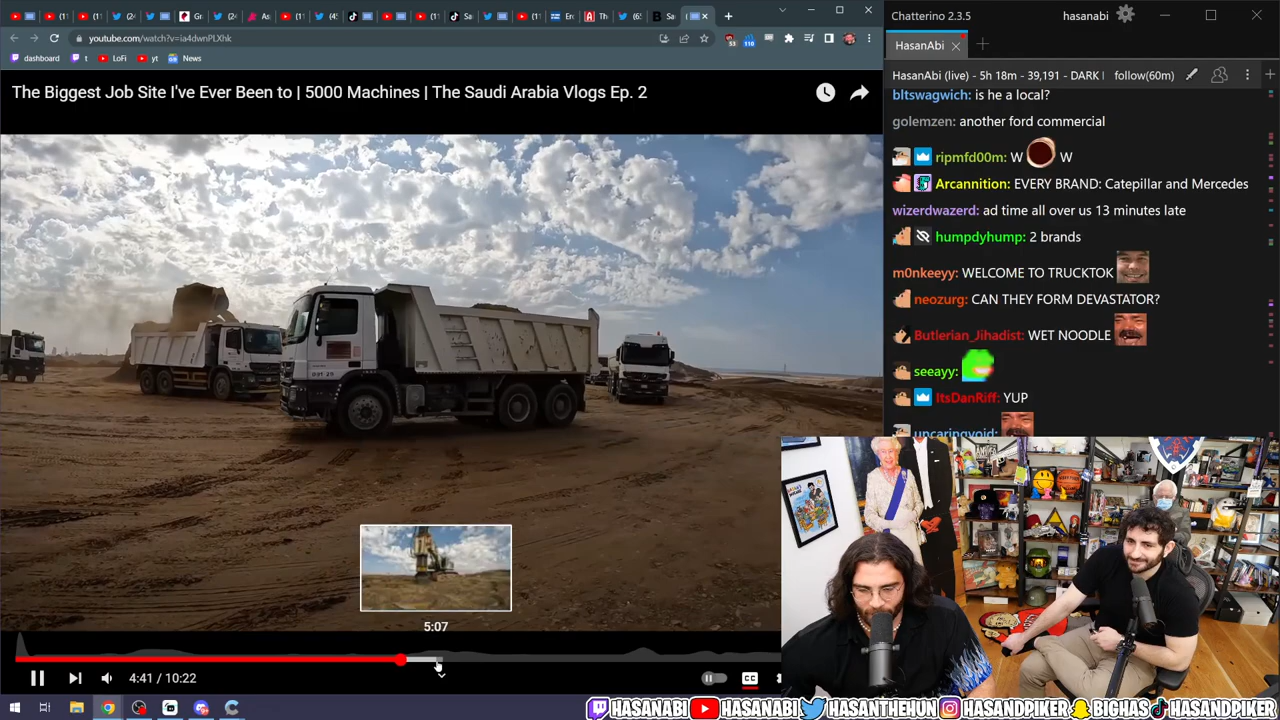 youtube.com/watch?v=ia4dwnPLXhk
53
110
dashboard
t
LoFi
yt
News
The Biggest Job Site I've Ever Been to | 5000 Machines | The Saudi Arabia Vlogs Ep. 2
5:07
4:41 / 10:22
CC
Chatterino 2.3.5
hasanabi
HasanAbi
HasanAbi (live) - 5h 18m - 39,191 - DARK |
follow(60m)
bltswagwich: is he a local?
golemzen: another ford commercial
ripmfd00m: W W
Arcannition: EVERY BRAND: Catepillar and Mercedes
wizerdwazerd: ad time all over us 13 minutes late
humpdyhump: 2 brands
m0nkeeyy: WELCOME TO TRUCKTOK
neozurg: CAN THEY FORM DEVASTATOR?
Butlerian_Jihadist: WET NOODLE
seeayy:
ItsDanRiff: YUP
upcaringvoid:
HASANABI
HASANABI
HASANTHEHUN
HASANDPIKER
BIGHAS
HASANDPIKER